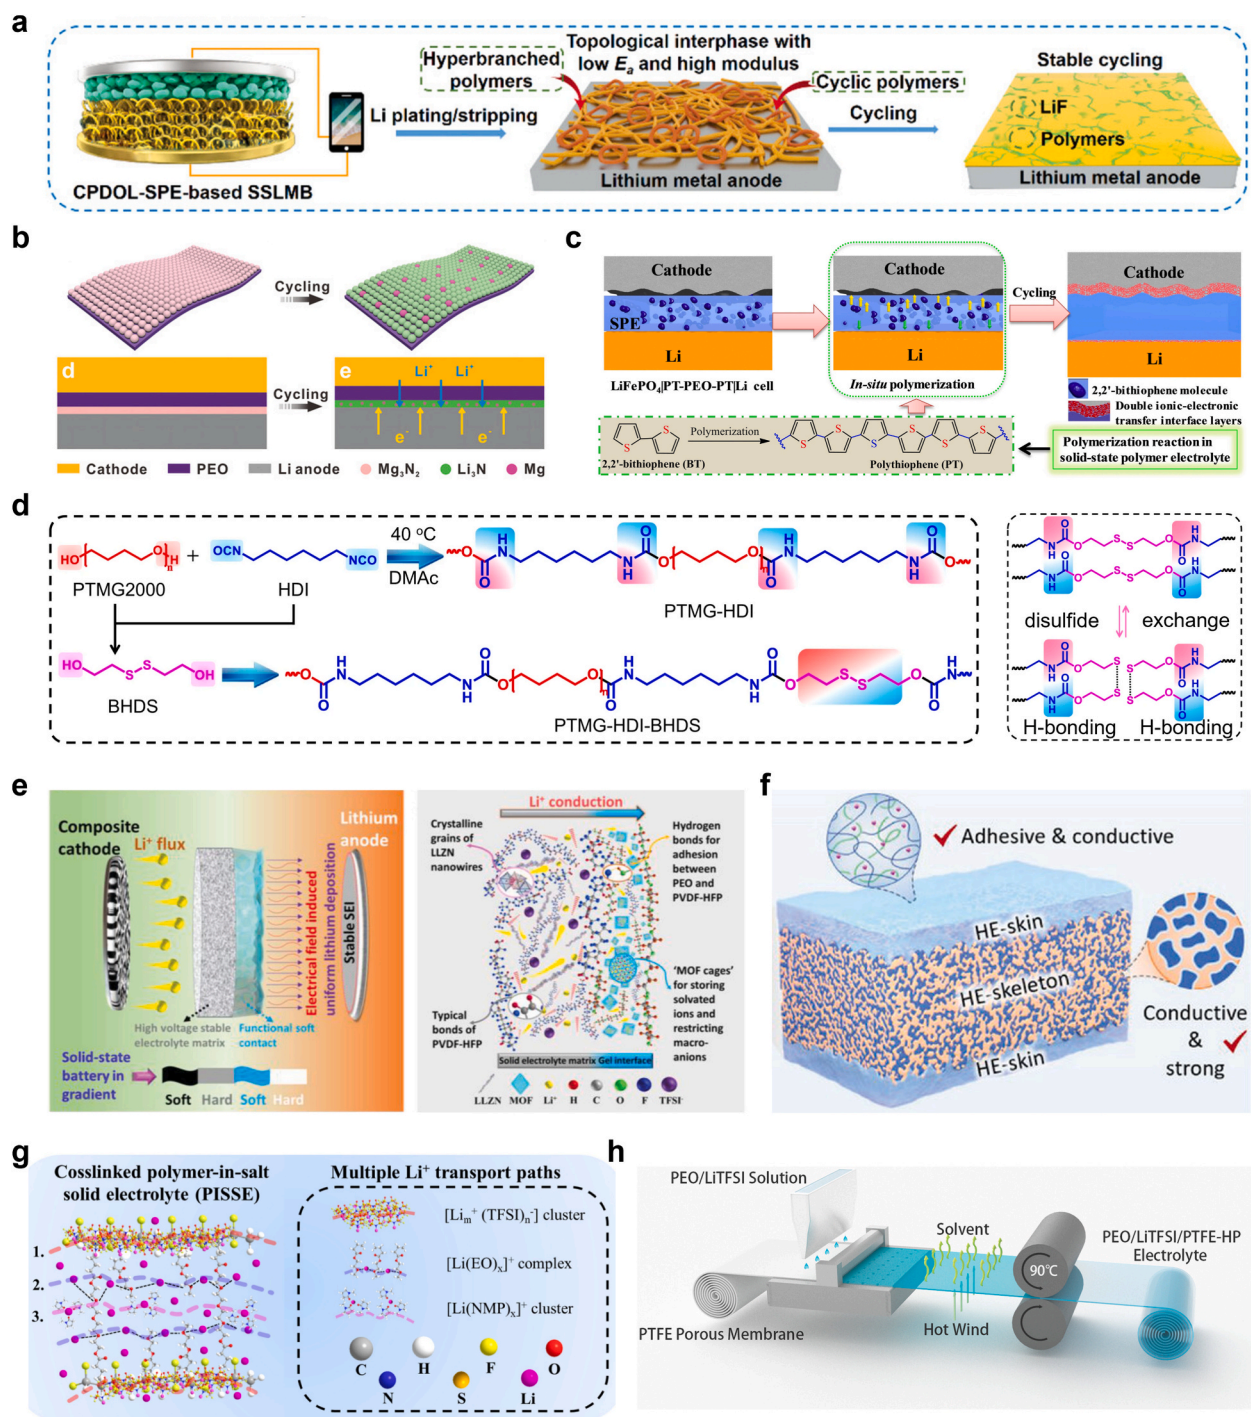 a
Hyperbranched
polymers
Topological interphase with
low Ea and high modulus
Cyclic polymers
Stable cycling
Li plating/stripping
Cycling
LiF
Polymers
CPDOL-SPE-based SSLMB
Lithium metal anode
Lithium metal anode
b
Cycling
d
Cycling
e
Li⁺ Li⁺
e⁻ e⁻
Cathode PEO Li anode Mg₃N₂ Li₃N Mg
c
Cathode
SPE
Li
LiFePO₄|PT-PEO-PT|Li cell
Cathode
Li
In-situ polymerization
Cycling
Cathode
Li
2,2'-bithiophene molecule
Double ionic-electronic
transfer interface layers
S
S
2,2'-bithiophene (BT)
Polymerization
S S S S S S
Polythiophene (PT)
Polymerization reaction in
solid-state polymer electrolyte
d
HO O H n
+
OCN NCO
PTMG2000
HDI
40 °C
DMAc
O H N O H N O O O n O H N O H N O O
PTMG-HDI
HO S S OH
BHDS
O O H N H N O O O n O H N H N O O S S O O H N
PTMG-HDI-BHDS
N H O O S S O O H N
N H O O S S O O H N
disulfide exchange
N H O O S S O O N H
N H O O S S O O N H
H-bonding H-bonding
e
Composite
cathode
Li⁺ flux
Lithium
anode
Electrical field induced
uniform lithium deposition
Stable SEI
High voltage stable
electrolyte matrix
Functional soft
contact
Solid-state
battery in
gradient
Soft Hard Soft Hard
Li⁺ conduction
Crystalline
grains of
LLZN
nanowires
Hydrogen
bonds for
adhesion
between
PEO and
PVDF-HFP
'MOF cages'
for storing
solvated
ions and
restricting
macro-
anions
Typical
bonds of
PVDF-HFP
Solid electrolyte matrix Gel interface
LLZN MOF Li⁺ H C O F TFSI⁻
f
Adhesive & conductive
HE-skin
HE-skeleton
HE-skin
Conductive
&
strong
g
Cosslinked polymer-in-salt
solid electrolyte (PISSE)
1.
2.
3.
Multiple Li⁺ transport paths
[Liₘ⁺ (TFSI)ₙ⁻] cluster
[Li(EO)ₓ]⁺ complex
[Li(NMP)ₓ]⁺ cluster
C H F O
N S Li
h
PEO/LiTFSI Solution
Solvent
90℃
PEO/LiTFSI/PTFE-HP
Electrolyte
PTFE Porous Membrane
Hot Wind